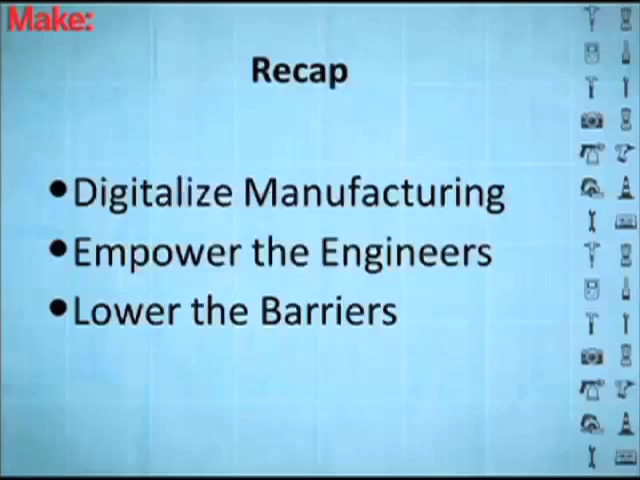 Make:
Recap
•Digitalize Manufacturing
•Empower the Engineers
•Lower the Barriers